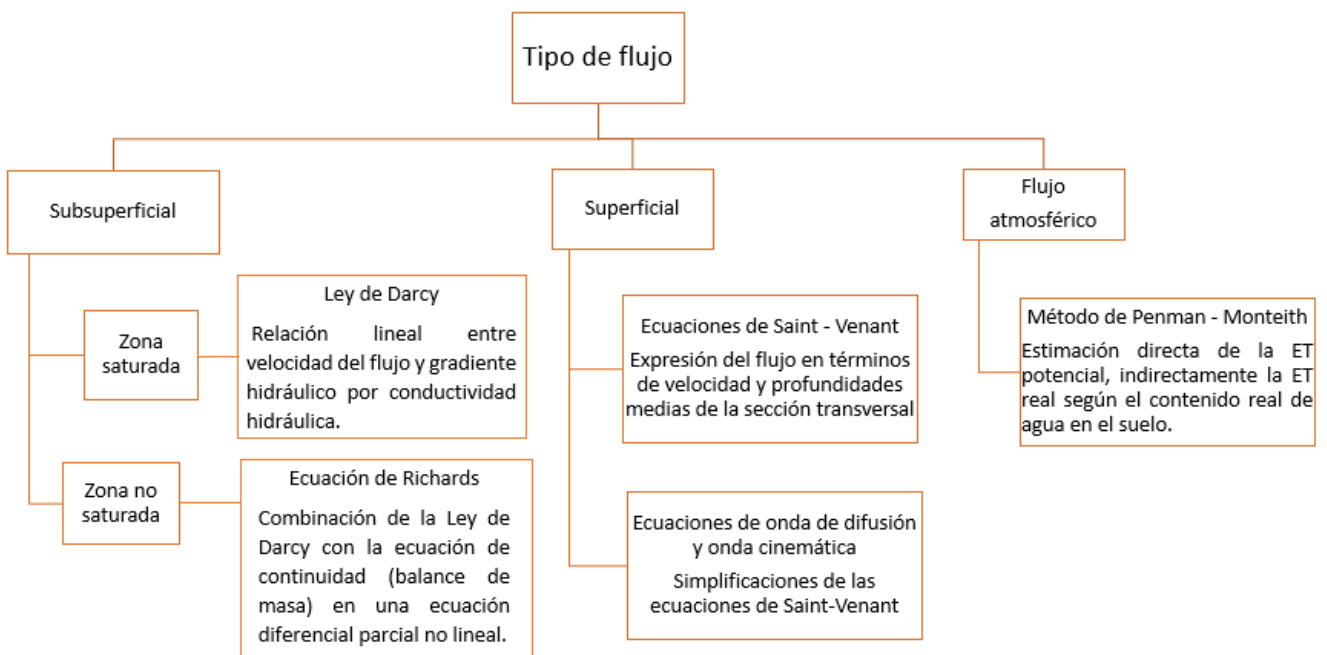 Tipo de flujo
Subsuperficial
Superficial
Flujo
atmosférico
Zona
saturada
Ley de Darcy
Relación lineal entre
velocidad del flujo y gradiente
hidráulico por conductividad
hidráulica.
Zona no
saturada
Ecuación de Richards
Combinación de la Ley de
Darcy con la ecuación de
continuidad (balance de
masa) en una ecuación
diferencial parcial no lineal.
Ecuaciones de Saint - Venant
Expresión del flujo en términos
de velocidad y profundidades
medias de la sección transversal
Ecuaciones de onda de difusión
y onda cinemática
Simplificaciones de las
ecuaciones de Saint-Venant
Método de Penman - Monteith
Estimación directa de la ET
potencial, indirectamente la ET
real según el contenido real de
agua en el suelo.